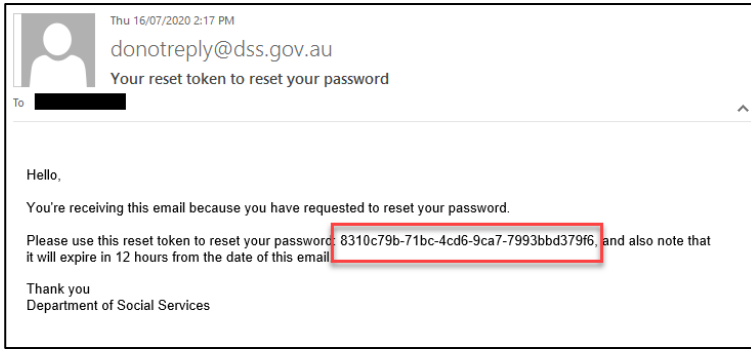 Thu 16/07/2020 2:17 PM
donotreply@dss.gov.au
Your reset token to reset your password
To
Hello,
You're receiving this email because you have requested to reset your password.
Please use this reset token to reset your password: 8310c79b-71bc-4cd6-9ca7-7993bbd379f6, and also note that
it will expire in 12 hours from the date of this email
Thank you
Department of Social Services